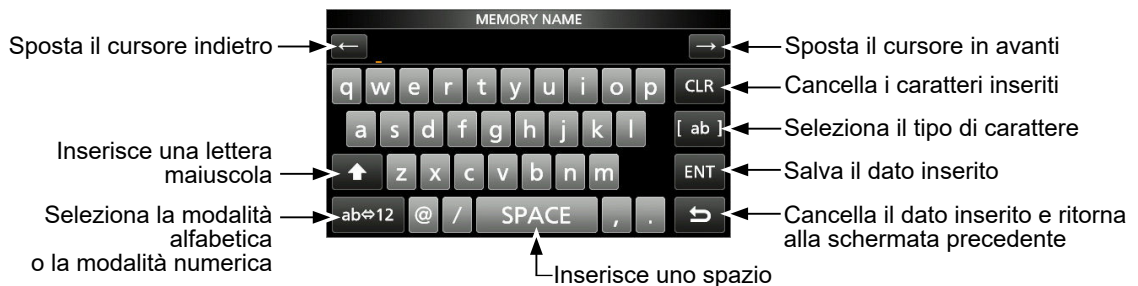 MEMORY NAME
Sposta il cursore indietro
← →
Sposta il cursore in avanti
q w e r t y u i o p CLR
Cancella i caratteri inseriti
a s d f g h j k l [ ab ]
Seleziona il tipo di carattere
Inserisce una lettera
maiuscola
z x c v b n m ENT
Salva il dato inserito
Seleziona la modalità
alfabetica
o la modalità numerica
ab⇔12 @ / SPACE , .
Cancella il dato inserito e ritorna
alla schermata precedente
Inserisce uno spazio